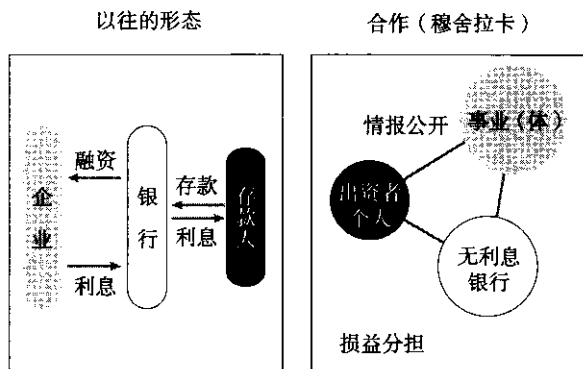 以往的形态
合作（穆舍拉卡）
企业
融资
利息
银行
存款
利息
存款人
情报公开
事业（体）
出资者
个人
无利息
银行
损益分担